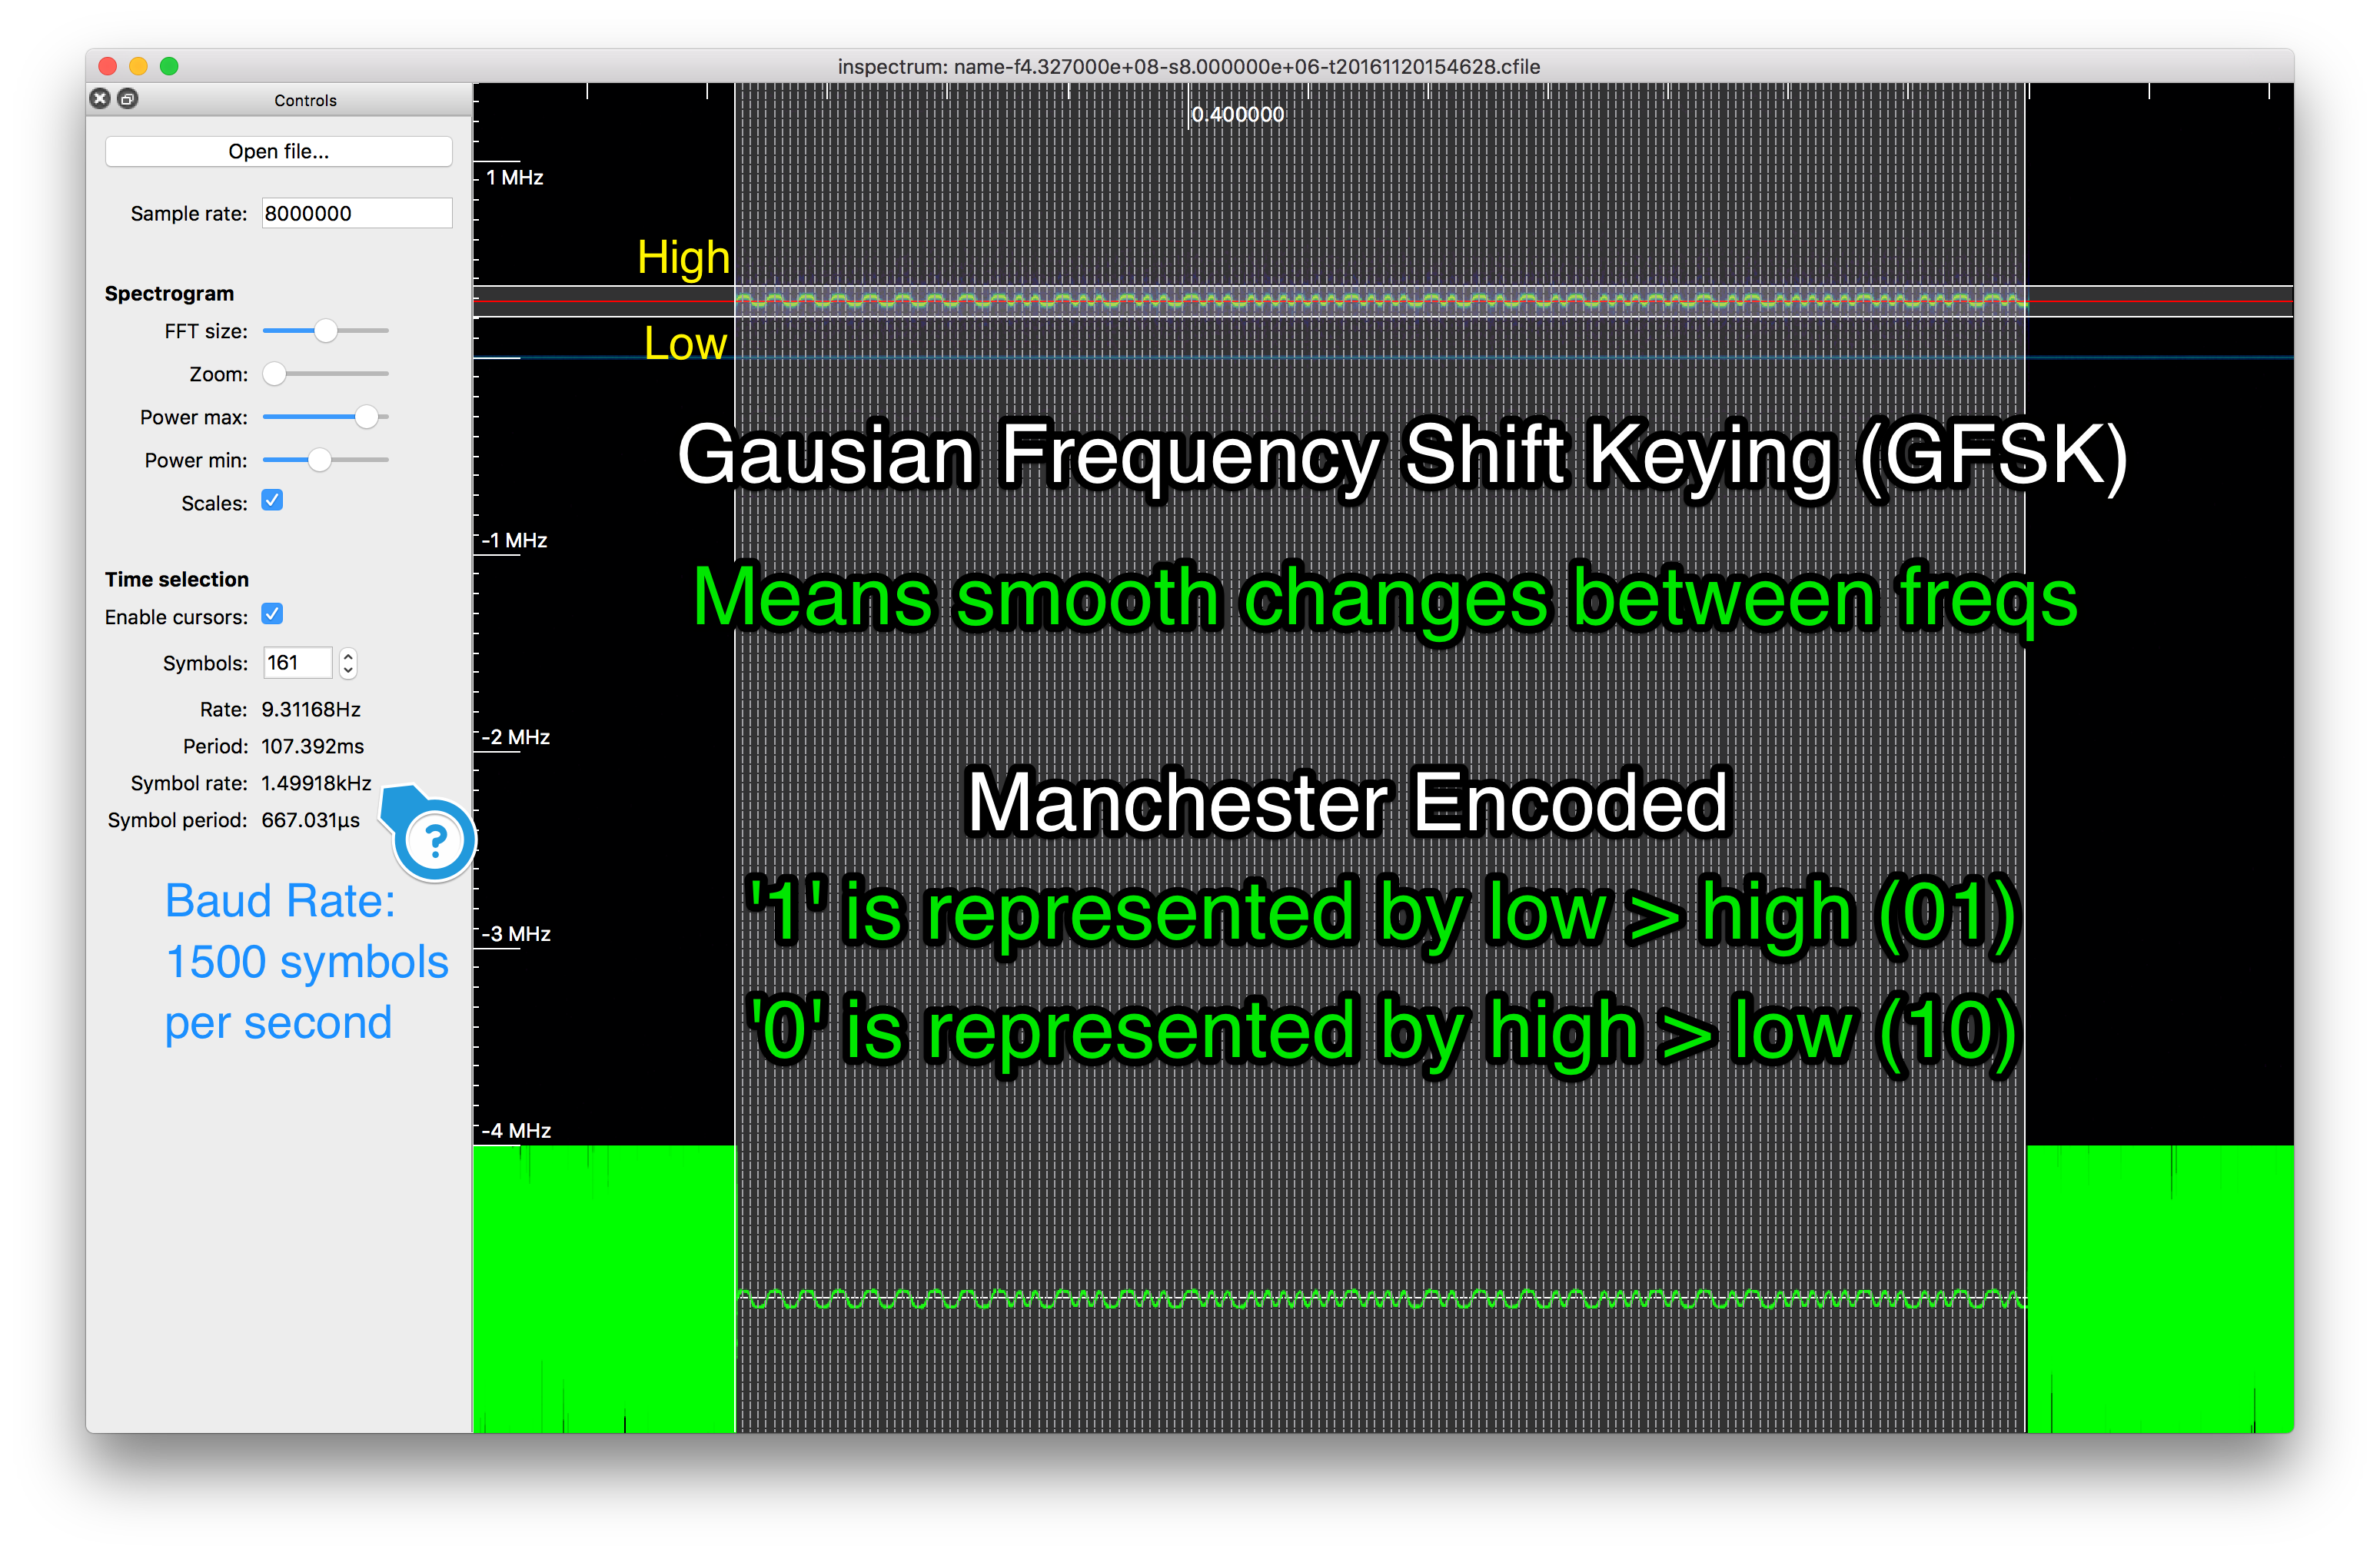 inspectrum: name-f4.327000e+08-s8.000000e+06-t20161120154628.cfile
Controls
Open file...
Sample rate: 8000000
Spectrogram
FFT size:
Zoom:
Power max:
Power min:
Scales:
Time selection
Enable cursors:
Symbols: 161
Rate: 9.31168Hz
Period: 107.392ms
Symbol rate: 1.49918kHz
Symbol period: 667.031µs
?
Baud Rate:
1500 symbols
per second
0.400000
1 MHz
High
Low
-1 MHz
-2 MHz
-3 MHz
-4 MHz
Gausian Frequency Shift Keying (GFSK)
Means smooth changes between freqs
Manchester Encoded
'1' is represented by low > high (01)
'0' is represented by high > low (10)